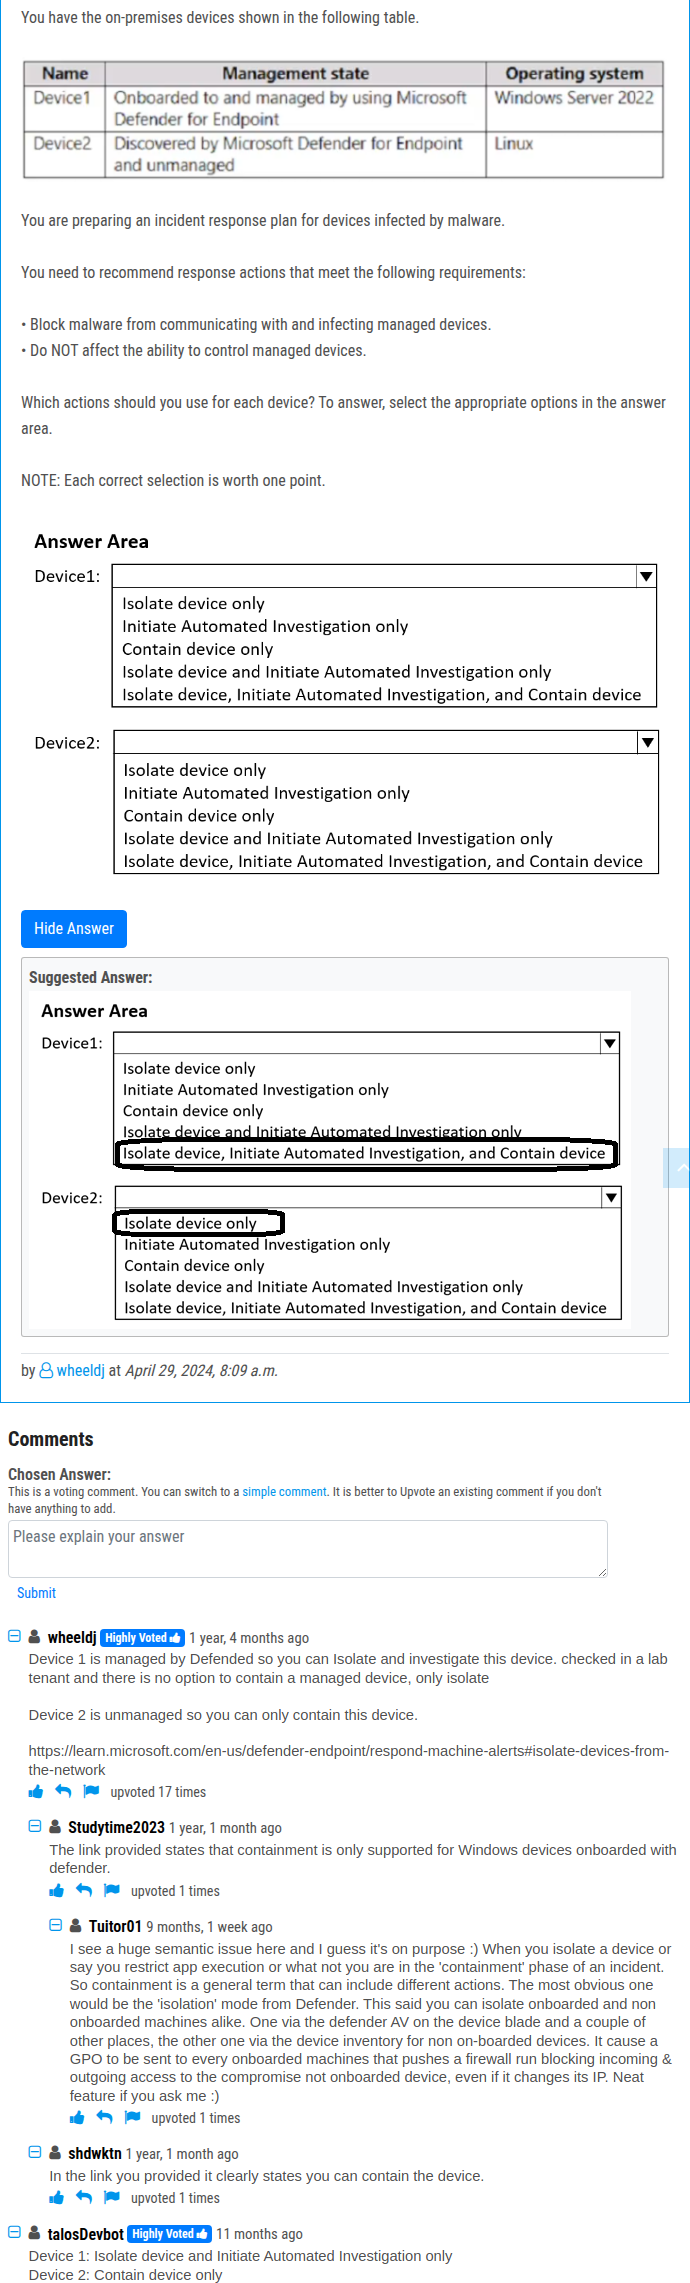 You have the on-premises devices shown in the following table.
Name Management state Operating system
Device1 Onboarded to and managed by using Microsoft Windows Server 2022
Defender for Endpoint
Device2 Discovered by Microsoft Defender for Endpoint Linux
and unmanaged
You are preparing an incident response plan for devices infected by malware.
You need to recommend response actions that meet the following requirements:
• Block malware from communicating with and infecting managed devices.
• Do NOT affect the ability to control managed devices.
Which actions should you use for each device? To answer, select the appropriate options in the answer
area.
NOTE: Each correct selection is worth one point.
Answer Area
Device1:
Isolate device only
Initiate Automated Investigation only
Contain device only
Isolate device and Initiate Automated Investigation only
Isolate device, Initiate Automated Investigation, and Contain device
Device2:
Isolate device only
Initiate Automated Investigation only
Contain device only
Isolate device and Initiate Automated Investigation only
Isolate device, Initiate Automated Investigation, and Contain device
Hide Answer
Suggested Answer:
Answer Area
Device1:
Isolate device only
Initiate Automated Investigation only
Contain device only
Isolate device and Initiate Automated Investigation only
Isolate device, Initiate Automated Investigation, and Contain device
Device2:
Isolate device only
Initiate Automated Investigation only
Contain device only
Isolate device and Initiate Automated Investigation only
Isolate device, Initiate Automated Investigation, and Contain device
by wheeldj at April 29, 2024, 8:09 a.m.
Comments
Chosen Answer:
This is a voting comment. You can switch to a simple comment. It is better to Upvote an existing comment if you don't
have anything to add.
Please explain your answer
Submit
wheeldj Highly Voted 1 year, 4 months ago
Device 1 is managed by Defended so you can Isolate and investigate this device. checked in a lab
tenant and there is no option to contain a managed device, only isolate
Device 2 is unmanaged so you can only contain this device.
https://learn.microsoft.com/en-us/defender-endpoint/respond-machine-alerts#isolate-devices-from-
the-network
upvoted 17 times
Studytime2023 1 year, 1 month ago
The link provided states that containment is only supported for Windows devices onboarded with
defender.
upvoted 1 times
Tuitor01 9 months, 1 week ago
I see a huge semantic issue here and I guess it's on purpose :) When you isolate a device or
say you restrict app execution or what not you are in the 'containment' phase of an incident.
So containment is a general term that can include different actions. The most obvious one
would be the 'isolation' mode from Defender. This said you can isolate onboarded and non
onboarded machines alike. One via the defender AV on the device blade and a couple of
other places, the other one via the device inventory for non on-boarded devices. It cause a
GPO to be sent to every onboarded machines that pushes a firewall run blocking incoming &
outgoing access to the compromise not onboarded device, even if it changes its IP. Neat
feature if you ask me :)
upvoted 1 times
shdwktn 1 year, 1 month ago
In the link you provided it clearly states you can contain the device.
upvoted 1 times
talosDevbot Highly Voted 11 months ago
Device 1: Isolate device and Initiate Automated Investigation only
Device 2: Contain device only